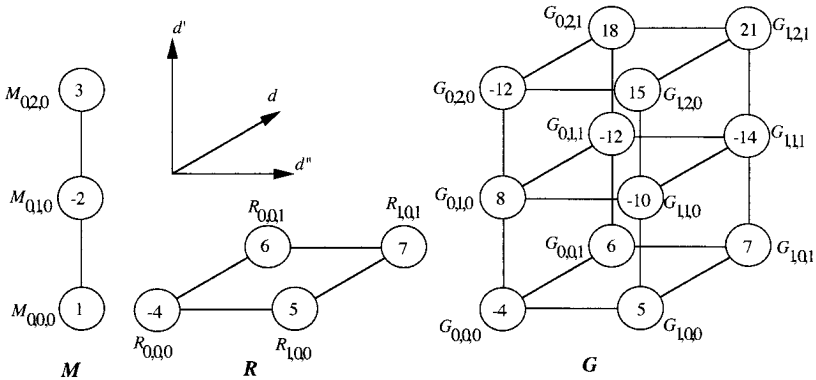 d'
d
d"
M0,2,0
3
M0,1,0
-2
M0,0,0
1
M
R0,0,1
6
R1,0,1
7
-4
R0,0,0
5
R1,0,0
R
G0,2,1
18
21
G1,2,1
G0,2,0
-12
15
G1,2,0
G0,1,1
-12
-14
G1,1,1
G0,1,0
8
-10
G1,1,0
G0,0,1
6
7
G1,0,1
G0,0,0
-4
5
G1,0,0
G